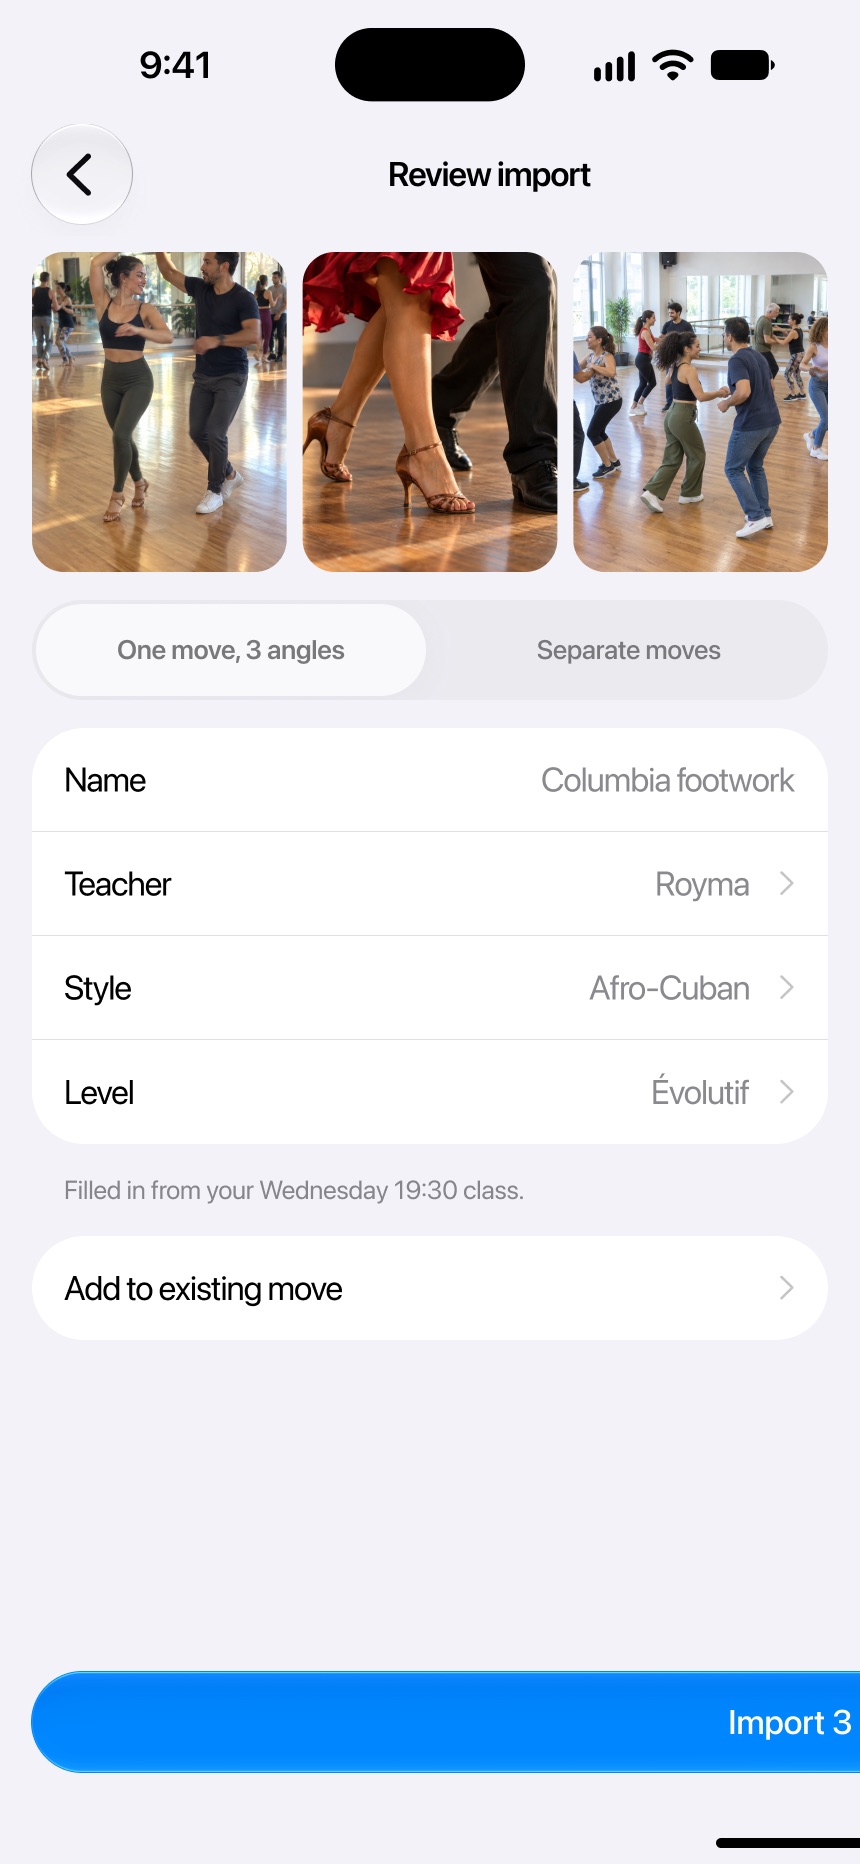 9:41
Review import
One move, 3 angles
Separate moves
Name
Columbia footwork
Teacher
Royma
Style
Afro-Cuban
Level
Évolutif
Filled in from your Wednesday 19:30 class.
Add to existing move
Import 3